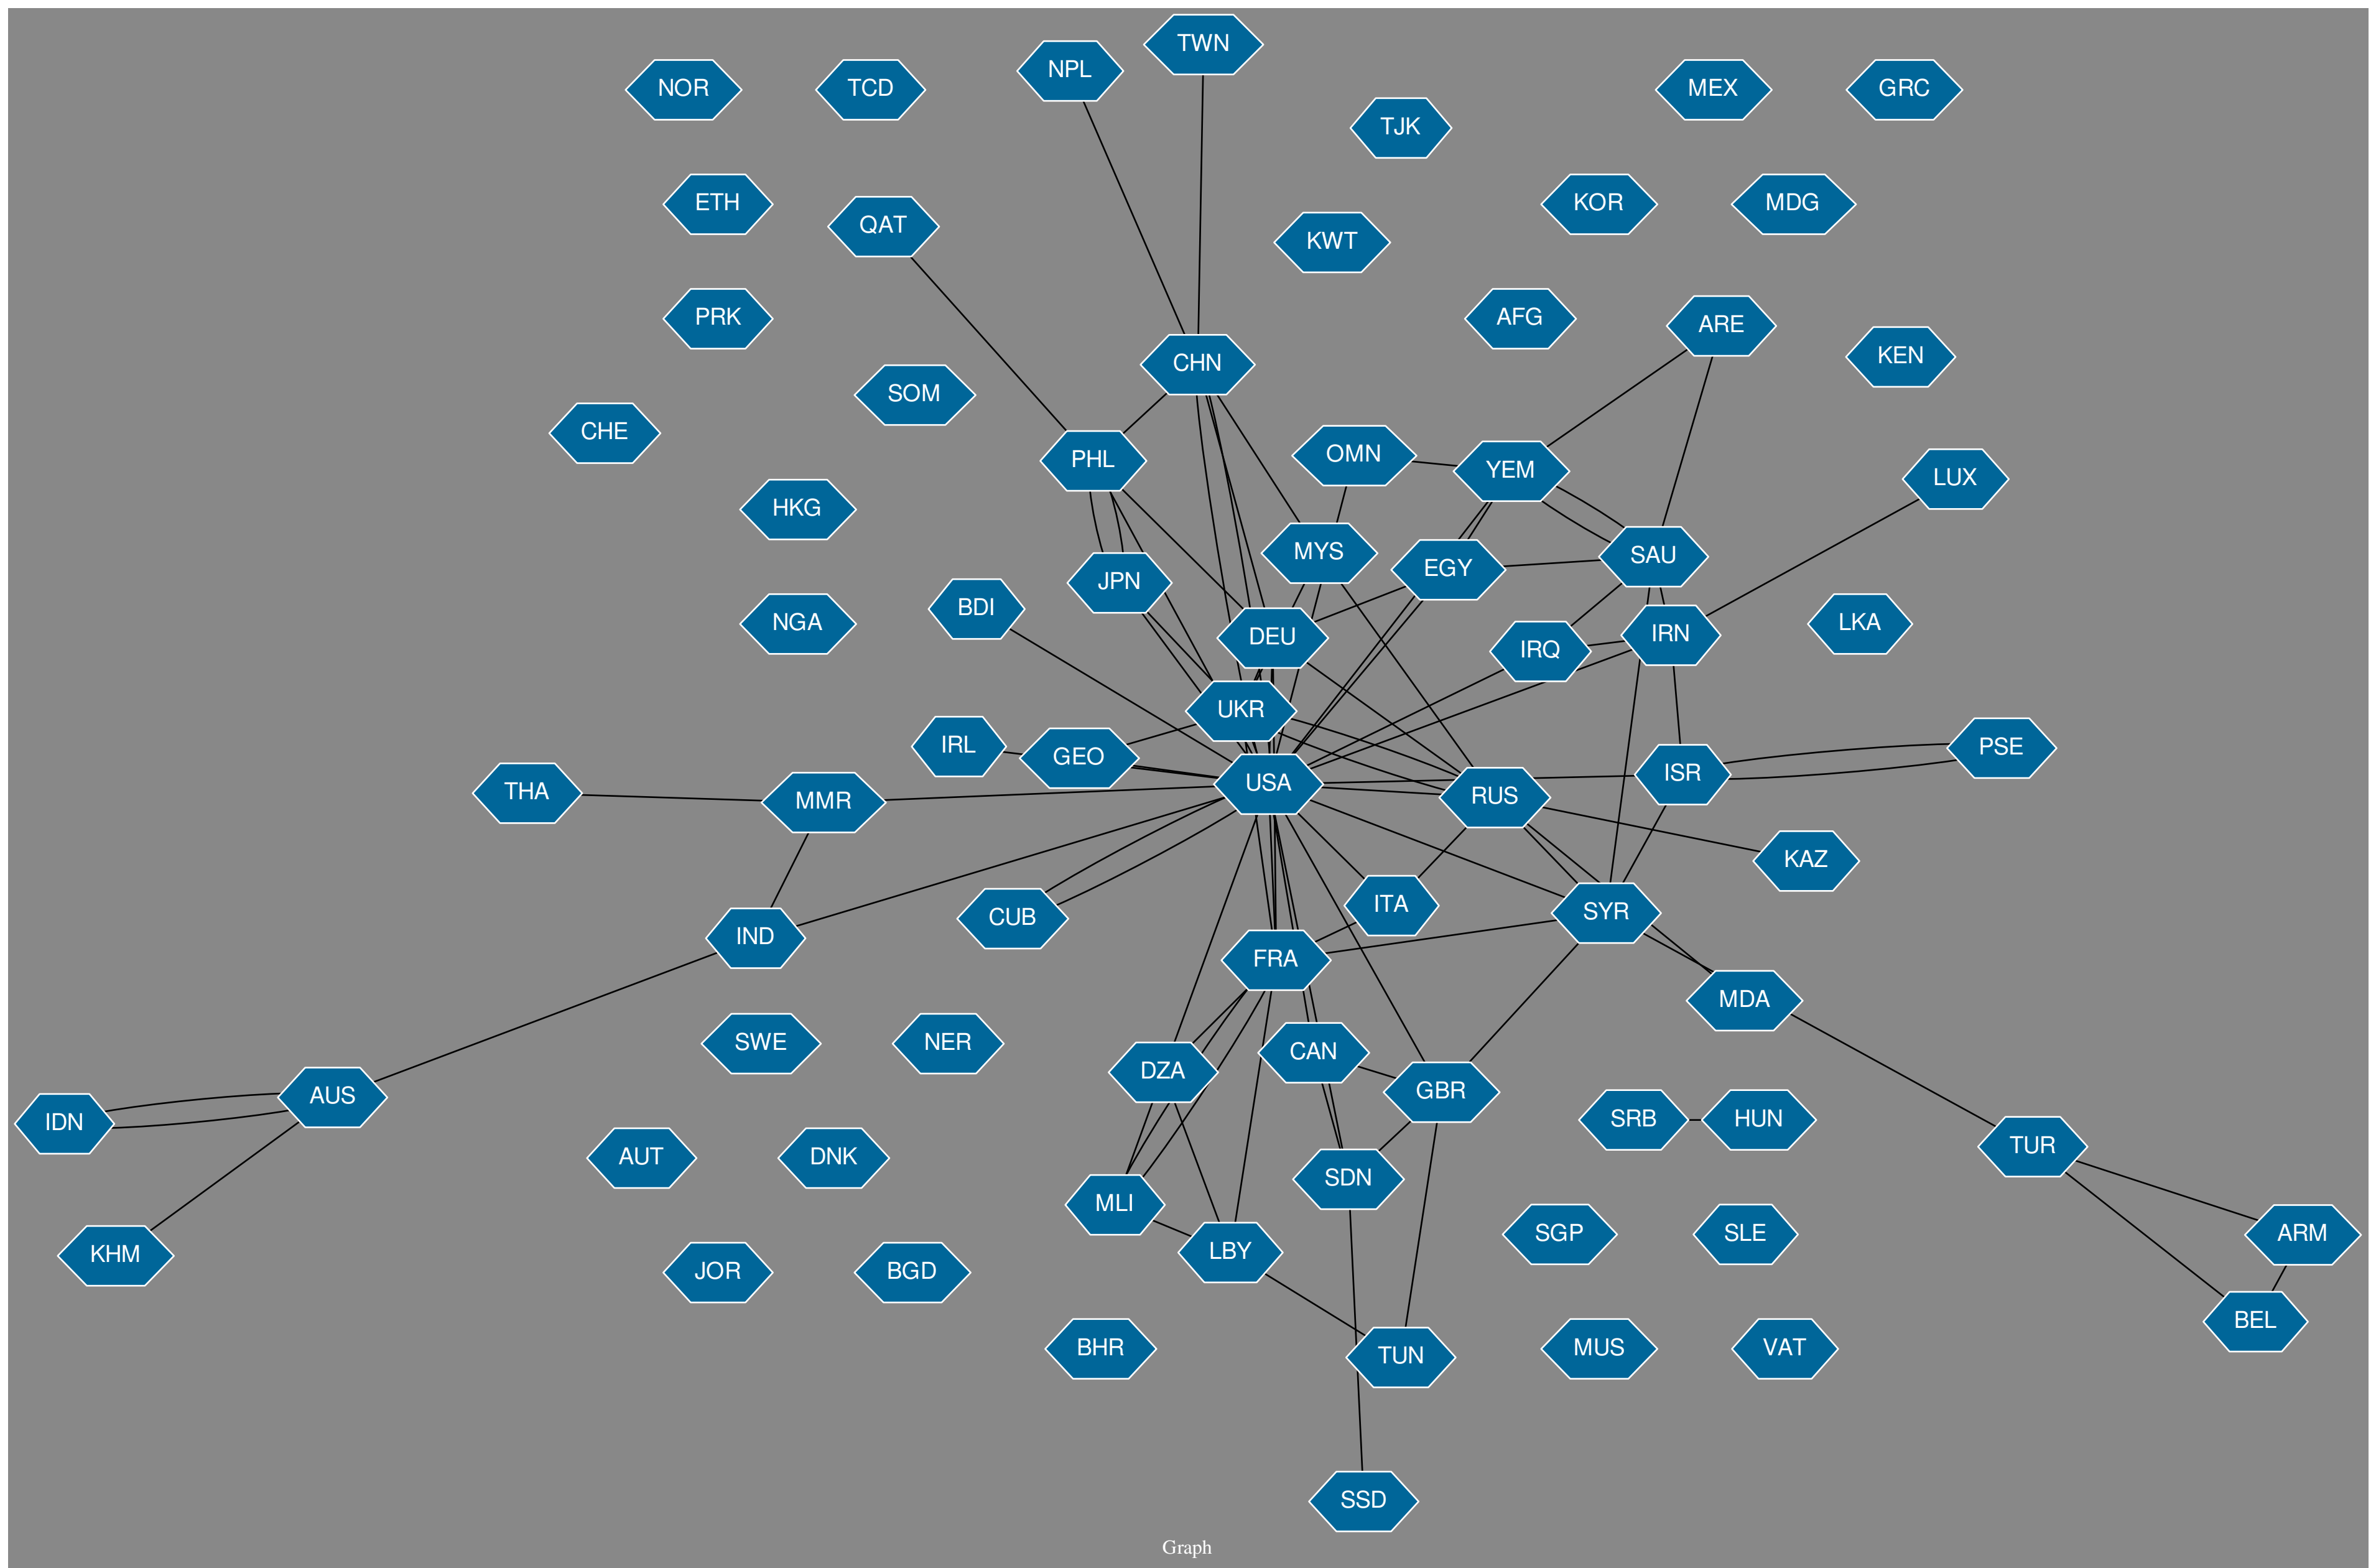 TWN
NPL
NOR
TCD
MEX
GRC
TJK
ETH
KOR
MDG
QAT
KWT
PRK
AFG
ARE
KEN
CHN
SOM
CHE
PHL
OMN
YEM
LUX
HKG
MYS
SAU
EGY
JPN
BDI
NGA
LKA
DEU
IRN
IRQ
UKR
IRL
PSE
GEO
ISR
USA
THA
RUS
MMR
KAZ
ITA
SYR
CUB
IND
FRA
MDA
SWE
NER
CAN
DZA
GBR
AUS
IDN
SRB
HUN
TUR
AUT
DNK
SDN
MLI
SGP
SLE
ARM
LBY
KHM
JOR
BGD
BEL
BHR
MUS
VAT
TUN
SSD
Graph